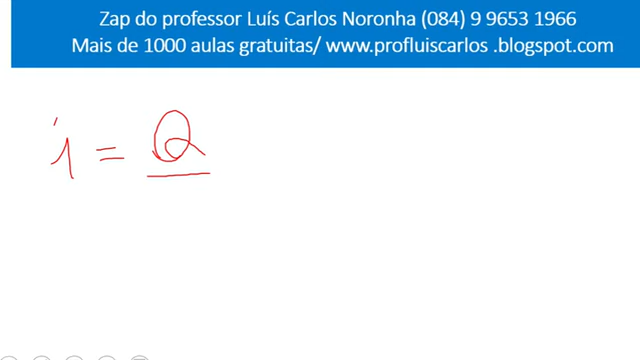 Zap do professor Luís Carlos Noronha (084) 9 9653 1966
Mais de 1000 aulas gratuitas/ www.profluiscarlos .blogspot.com
i = Q